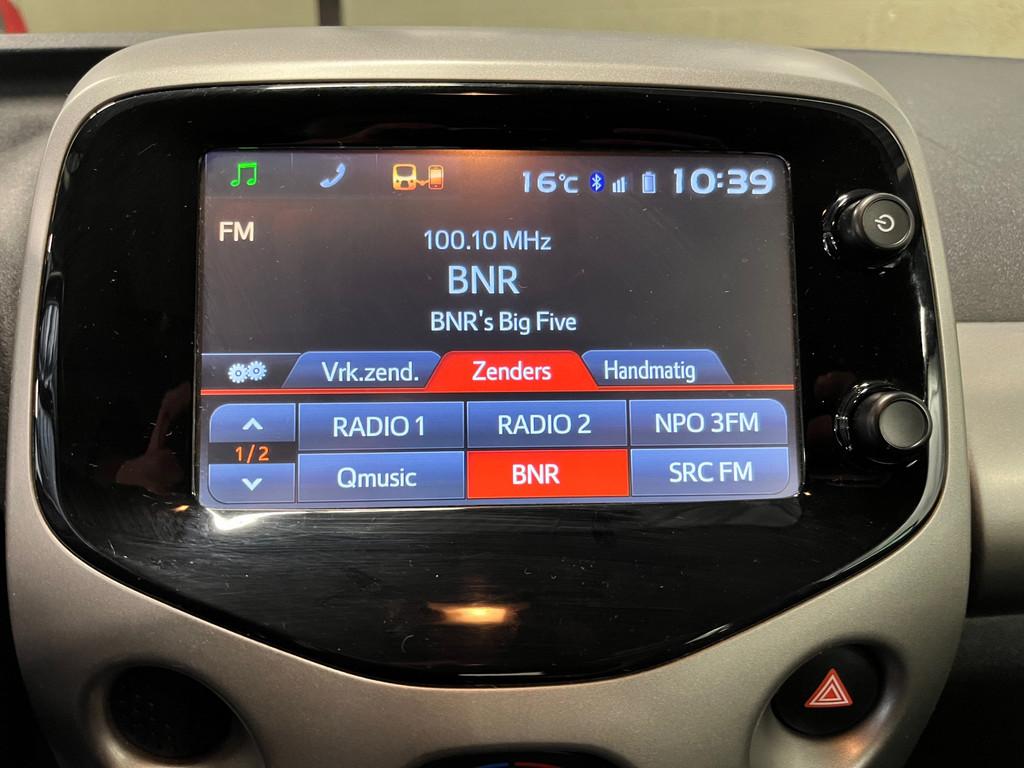 16°C 10:39
FM
100.10 MHz
BNR
BNR's Big Five
Vrk.zend. Zenders Handmatig
RADIO 1 RADIO 2 NPO 3FM
1/2
Qmusic BNR SRC FM